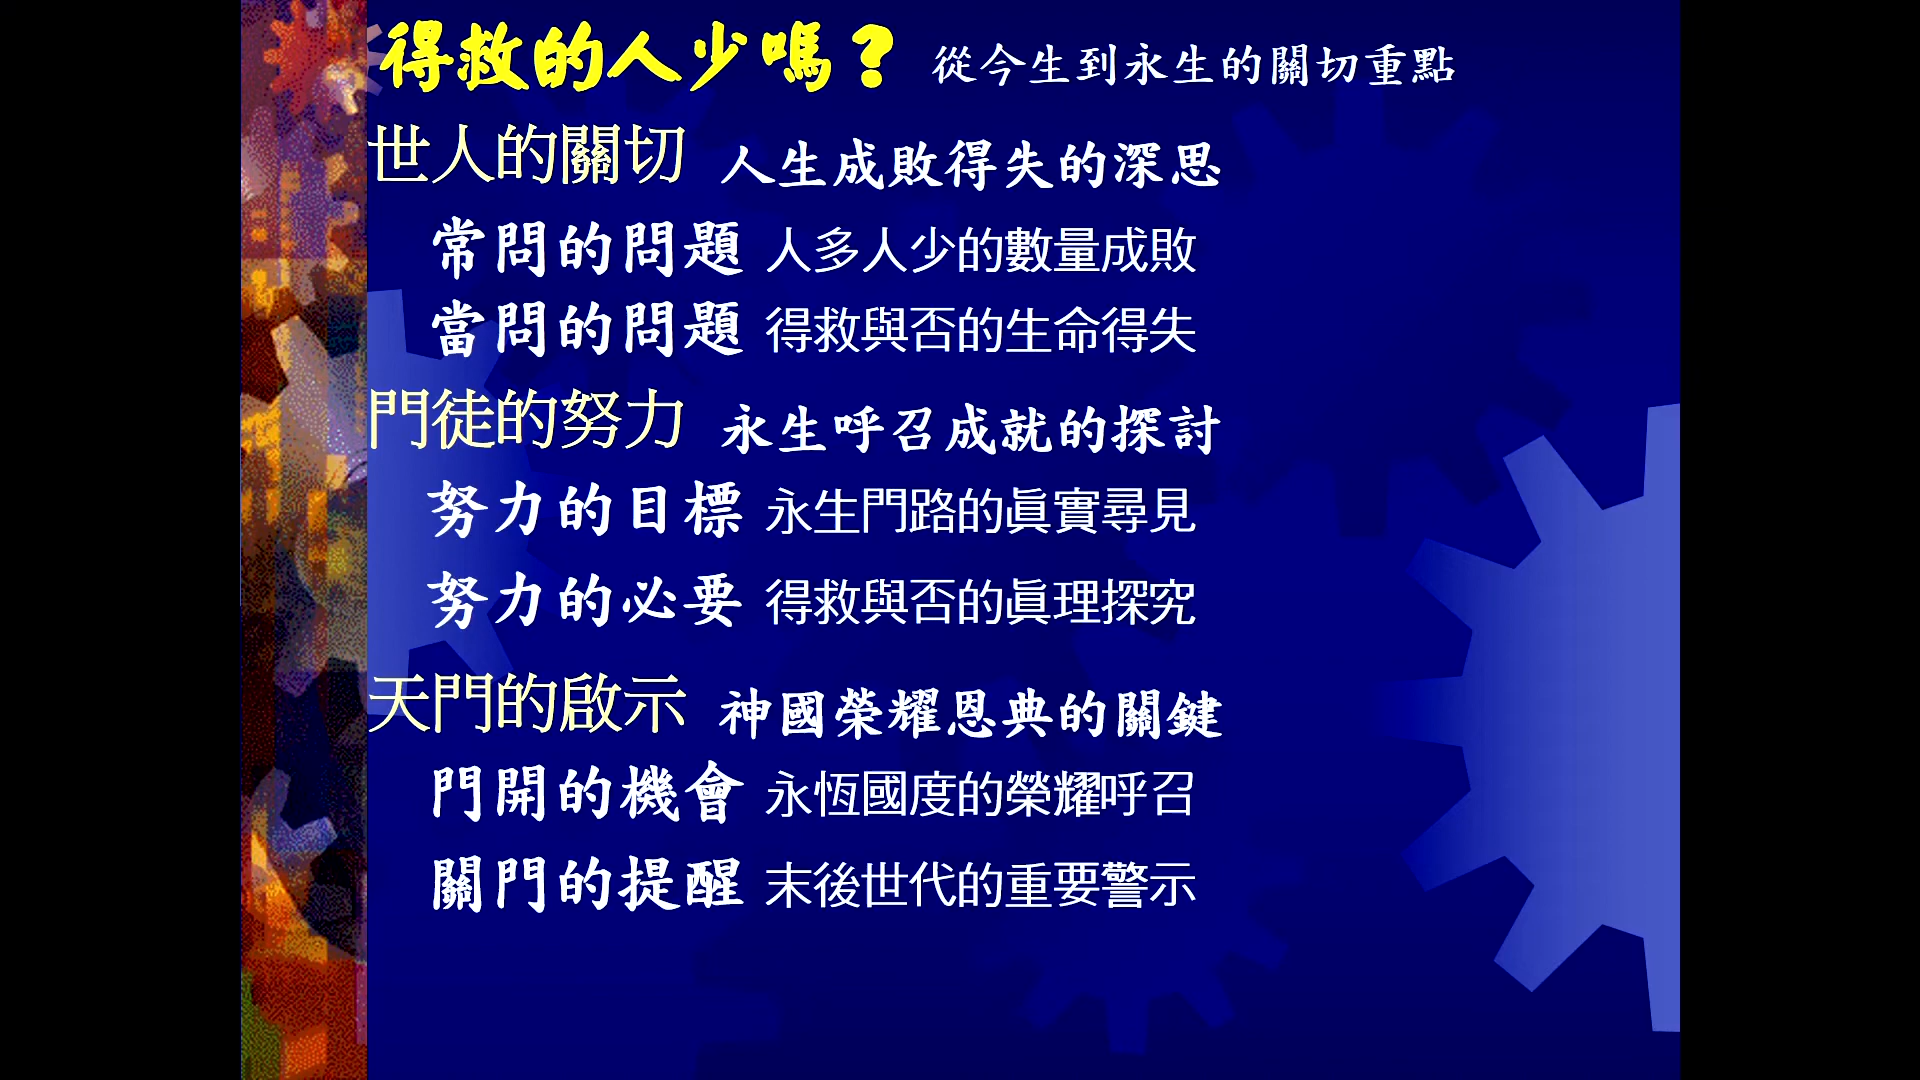 得救的人少嗎？ 從今生到永生的關切重點
世人的關切 人生成敗得失的深思
常問的問題 人多人少的數量成敗
當問的問題 得救與否的生命得失
門徒的努力 永生呼召成就的探討
努力的目標 永生門路的真實尋見
努力的必要 得救與否的真理探究
天門的啟示 神國榮耀恩典的關鍵
門開的機會 永恆國度的榮耀呼召
關門的提醒 末後世代的重要警示